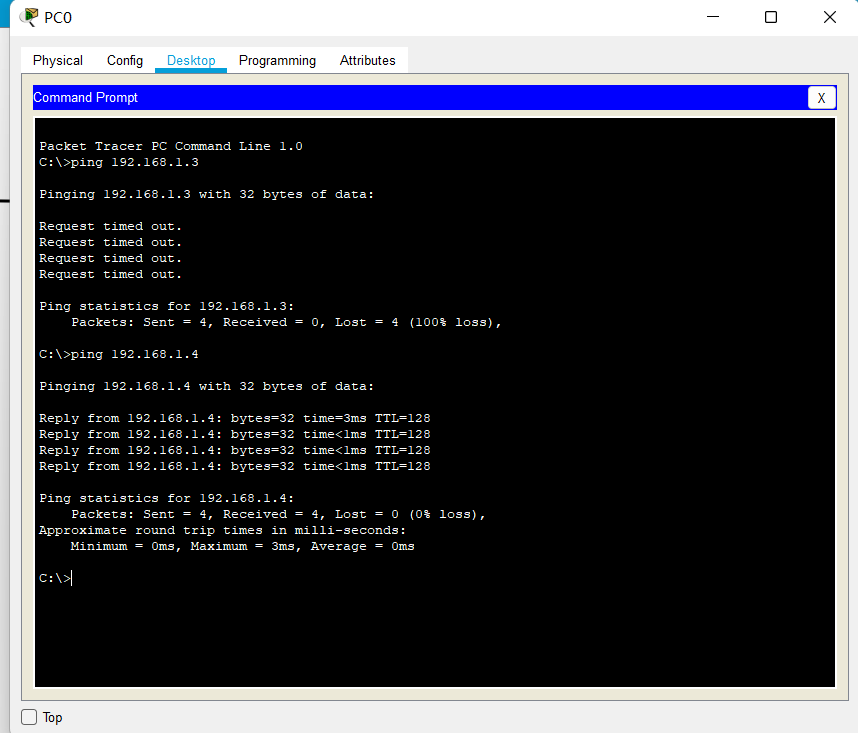 PC0
Physical Config Desktop Programming Attributes
Command Prompt
X
Packet Tracer PC Command Line 1.0
C:\>ping 192.168.1.3
Pinging 192.168.1.3 with 32 bytes of data:
Request timed out.
Request timed out.
Request timed out.
Request timed out.
Ping statistics for 192.168.1.3:
    Packets: Sent = 4, Received = 0, Lost = 4 (100% loss),
C:\>ping 192.168.1.4
Pinging 192.168.1.4 with 32 bytes of data:
Reply from 192.168.1.4: bytes=32 time=3ms TTL=128
Reply from 192.168.1.4: bytes=32 time<1ms TTL=128
Reply from 192.168.1.4: bytes=32 time<1ms TTL=128
Reply from 192.168.1.4: bytes=32 time<1ms TTL=128
Ping statistics for 192.168.1.4:
    Packets: Sent = 4, Received = 4, Lost = 0 (0% loss),
Approximate round trip times in milli-seconds:
    Minimum = 0ms, Maximum = 3ms, Average = 0ms
C:\>
Top